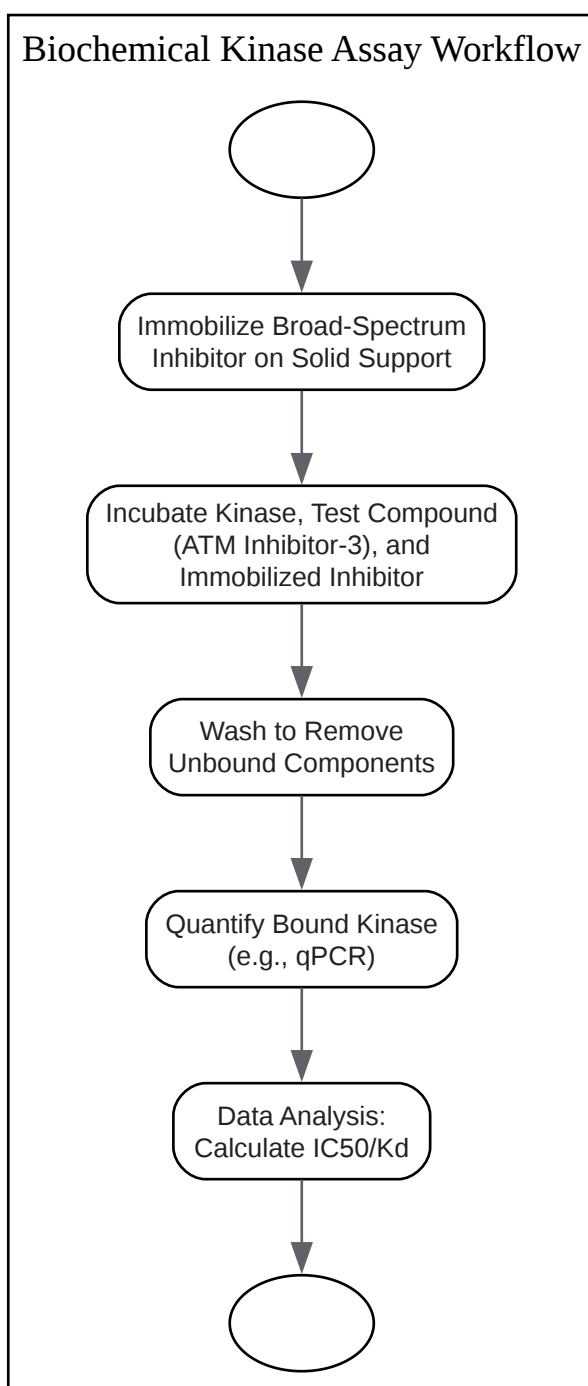 Biochemical Kinase Assay Workflow
Immobilize Broad-Spectrum
Inhibitor on Solid Support
Incubate Kinase, Test Compound
(ATM Inhibitor-3), and
Immobilized Inhibitor
Wash to Remove
Unbound Components
Quantify Bound Kinase
(e.g., qPCR)
Data Analysis:
Calculate IC50/Kd